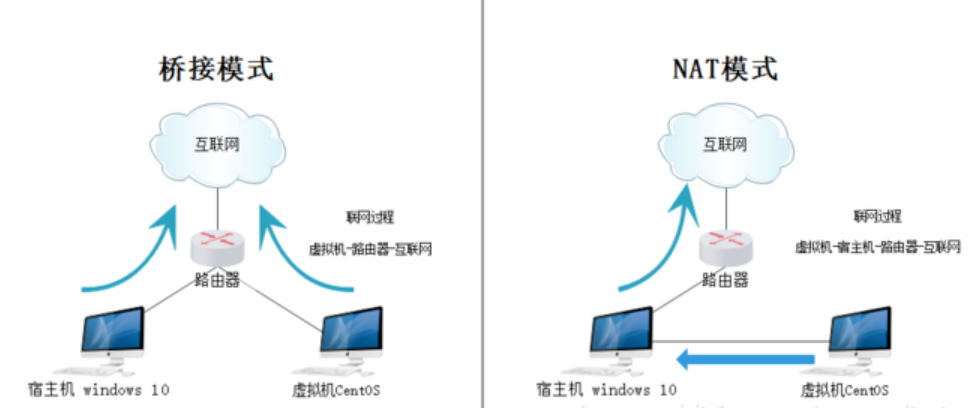 桥接模式
互联网
联网过程
虚拟机-路由器-互联网
路由器
宿主机 windows 10
虚拟机CentOS
NAT模式
互联网
联网过程
虚拟机-宿主机-路由器-互联网
路由器
宿主机 windows 10
虚拟机CentOS